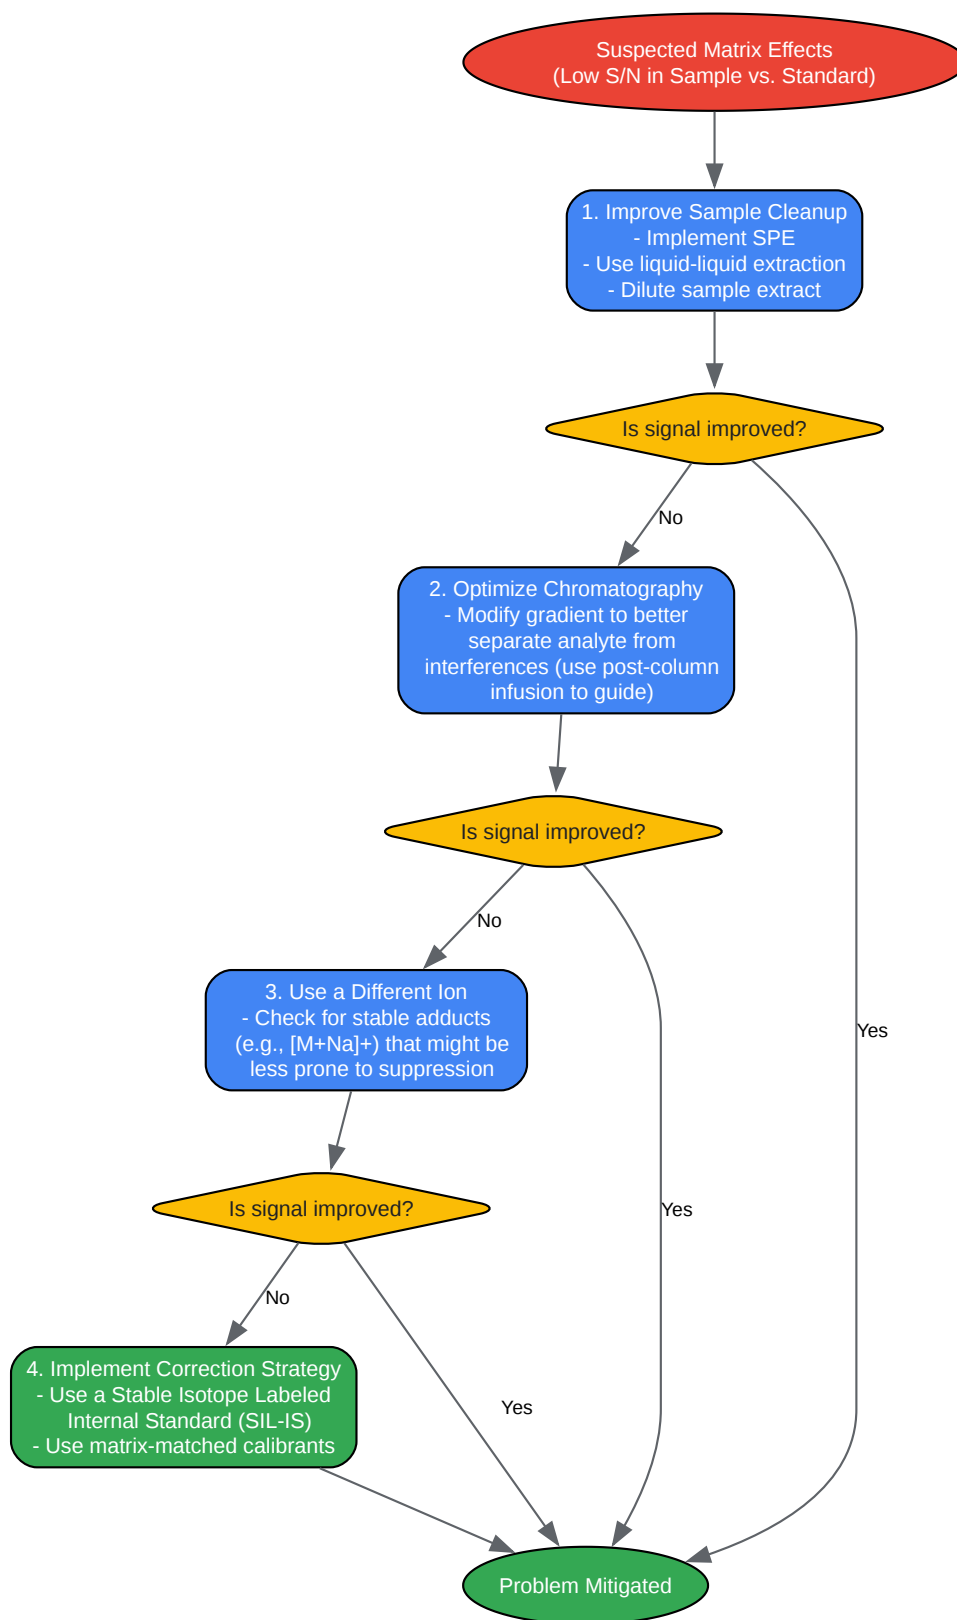 Suspected Matrix Effects
(Low S/N in Sample vs. Standard)
1. Improve Sample Cleanup
- Implement SPE
- Use liquid-liquid extraction
- Dilute sample extract
Is signal improved?
No
2. Optimize Chromatography
- Modify gradient to better
separate analyte from
interferences (use post-column
infusion to guide)
Is signal improved?
No
3. Use a Different Ion
- Check for stable adducts
(e.g., [M+Na]+) that might be
less prone to suppression
Yes
Is signal improved?
Yes
No
4. Implement Correction Strategy
- Use a Stable Isotope Labeled
Internal Standard (SIL-IS)
- Use matrix-matched calibrants
Yes
Problem Mitigated